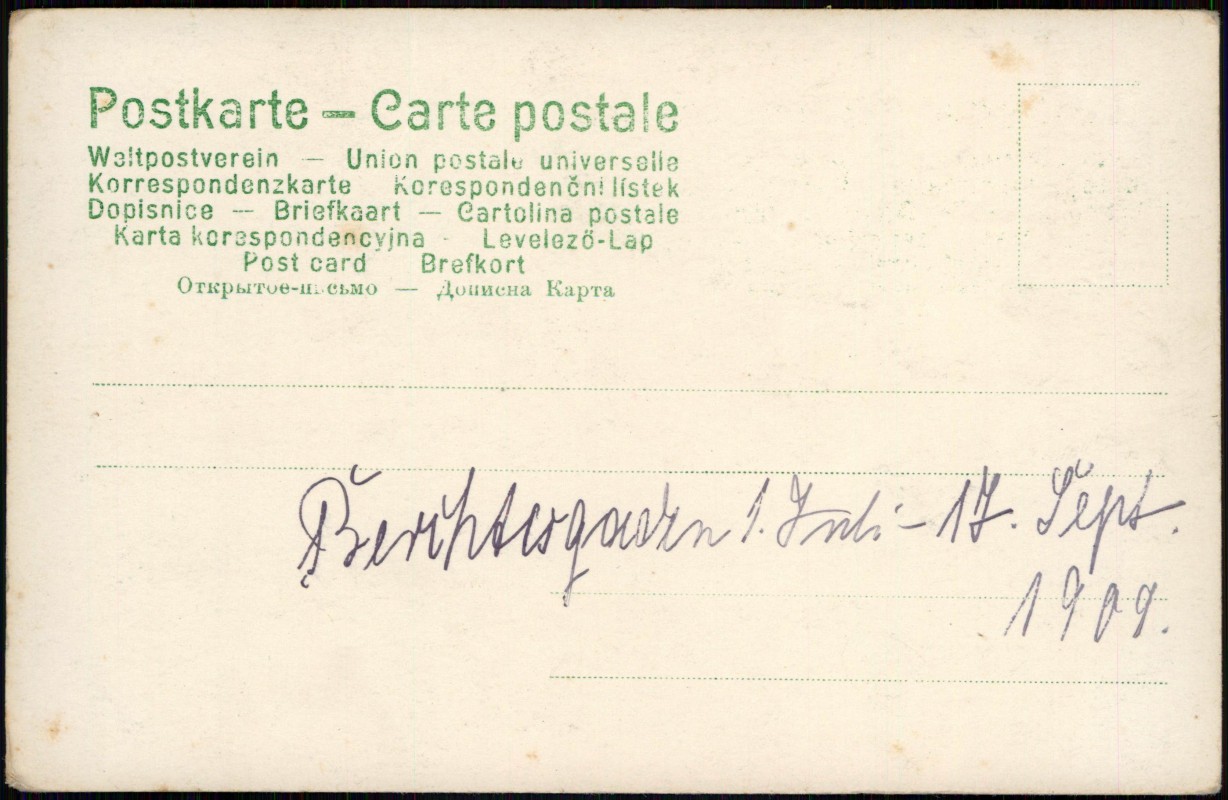 Postkarte – Carte postale
Weltpostverein — Union postale universelle
Korrespondenzkarte Korespondenční lístek
Dopisnice — Briefkaart — Cartolina postale
Karta korespondencyjna - Levelező-Lap
Post card Brefkort
Открытое-письмо — Дописна Карта
Berchtesgaden 1. Juli – 17. Sept.
1909.